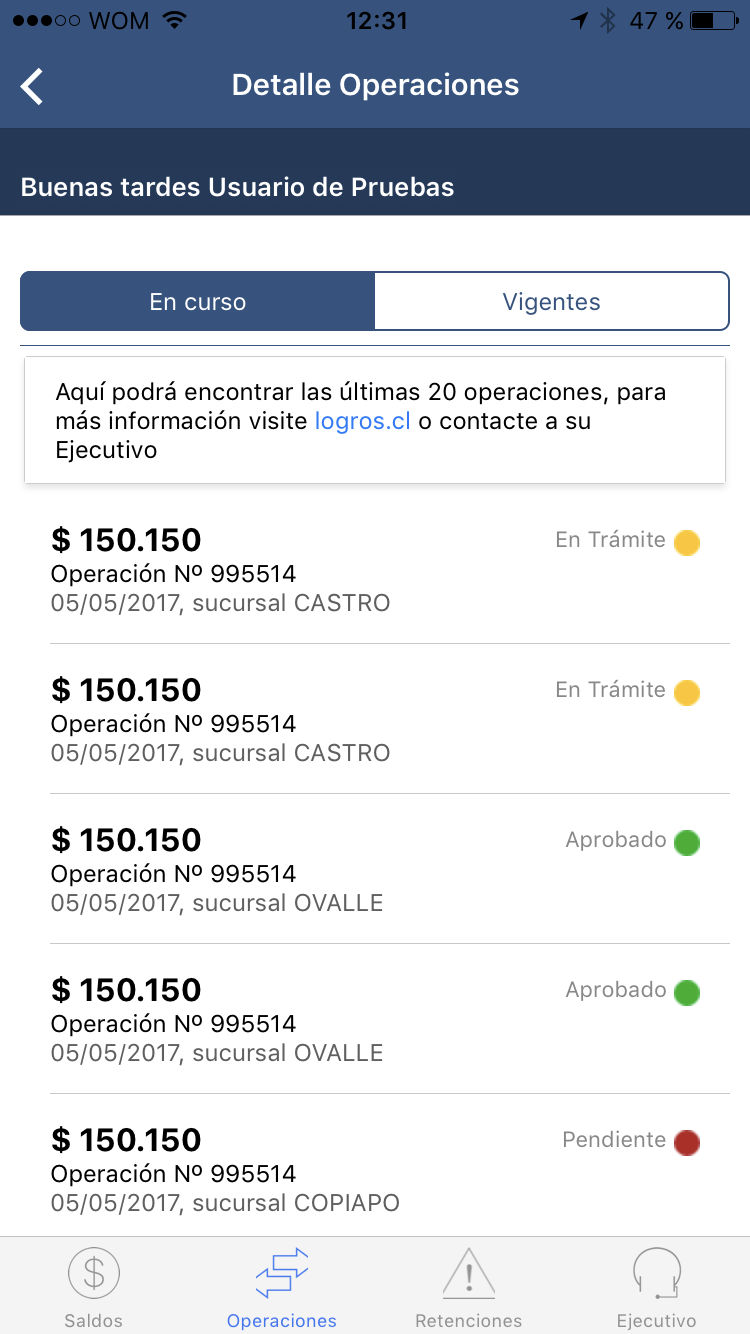 WOM 12:31 47 %
Detalle Operaciones
Buenas tardes Usuario de Pruebas
En curso Vigentes
Aquí podrá encontrar las últimas 20 operaciones, para
más información visite logros.cl o contacte a su
Ejecutivo
$ 150.150 En Trámite
Operación Nº 995514
05/05/2017, sucursal CASTRO
$ 150.150 En Trámite
Operación Nº 995514
05/05/2017, sucursal CASTRO
$ 150.150 Aprobado
Operación Nº 995514
05/05/2017, sucursal OVALLE
$ 150.150 Aprobado
Operación Nº 995514
05/05/2017, sucursal OVALLE
$ 150.150 Pendiente
Operación Nº 995514
05/05/2017, sucursal COPIAPO
Saldos Operaciones Retenciones Ejecutivo